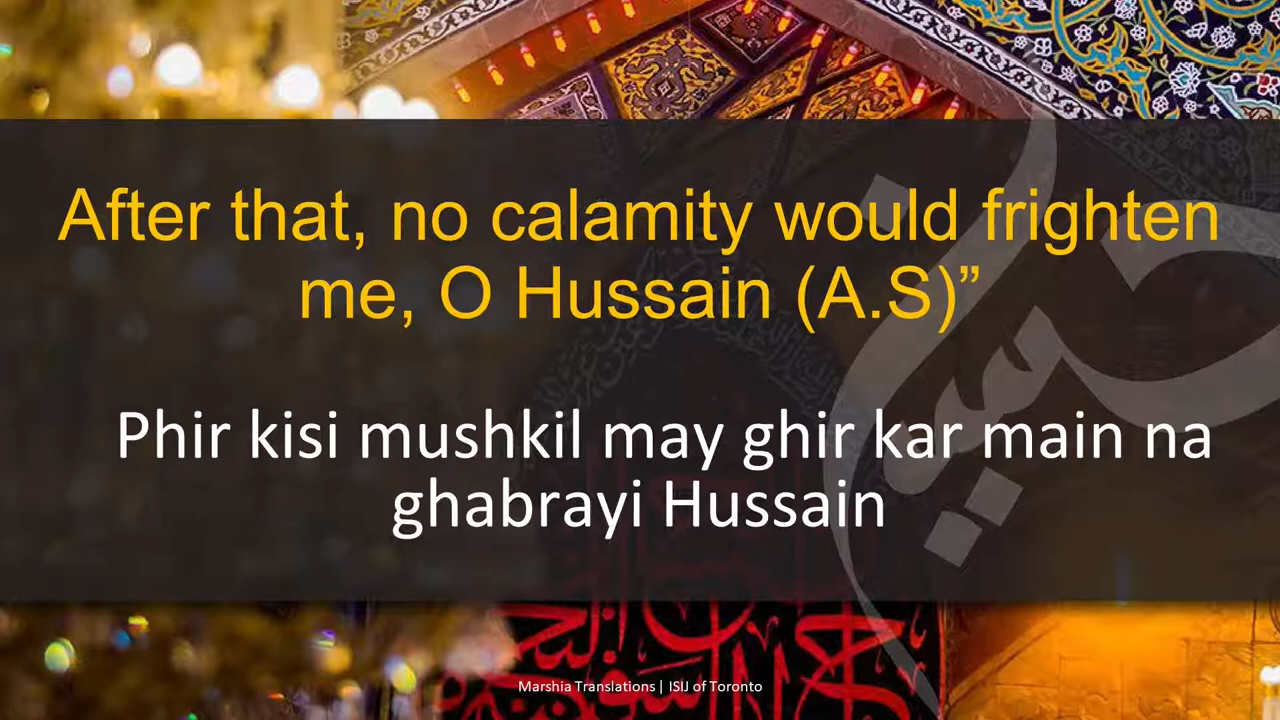 After that, no calamity would frighten
me, O Hussain (A.S)”
Phir kisi mushkil may ghir kar main na
ghabrayi Hussain
حسین
Marshia Translations | ISIJ of Toronto